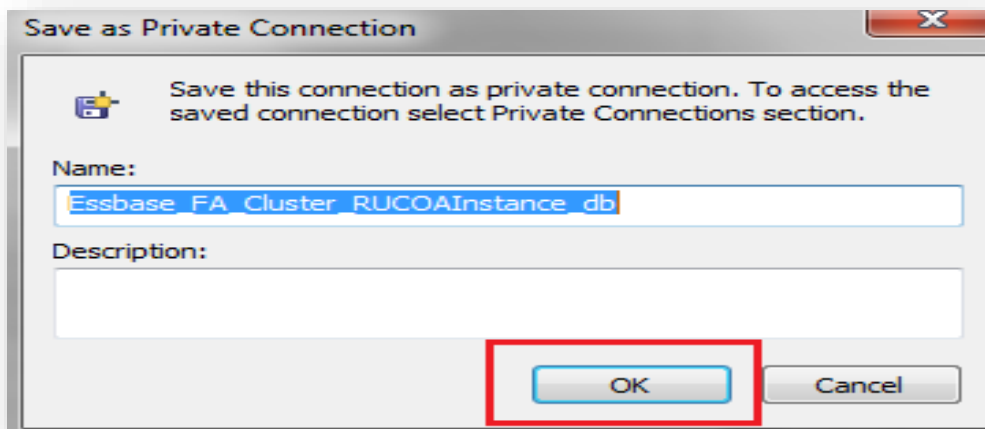 Save as Private Connection
Save this connection as private connection. To access the
saved connection select Private Connections section.
Name:
Essbase_FA_Cluster_RUCOAInstance_db
Description:
OK
Cancel